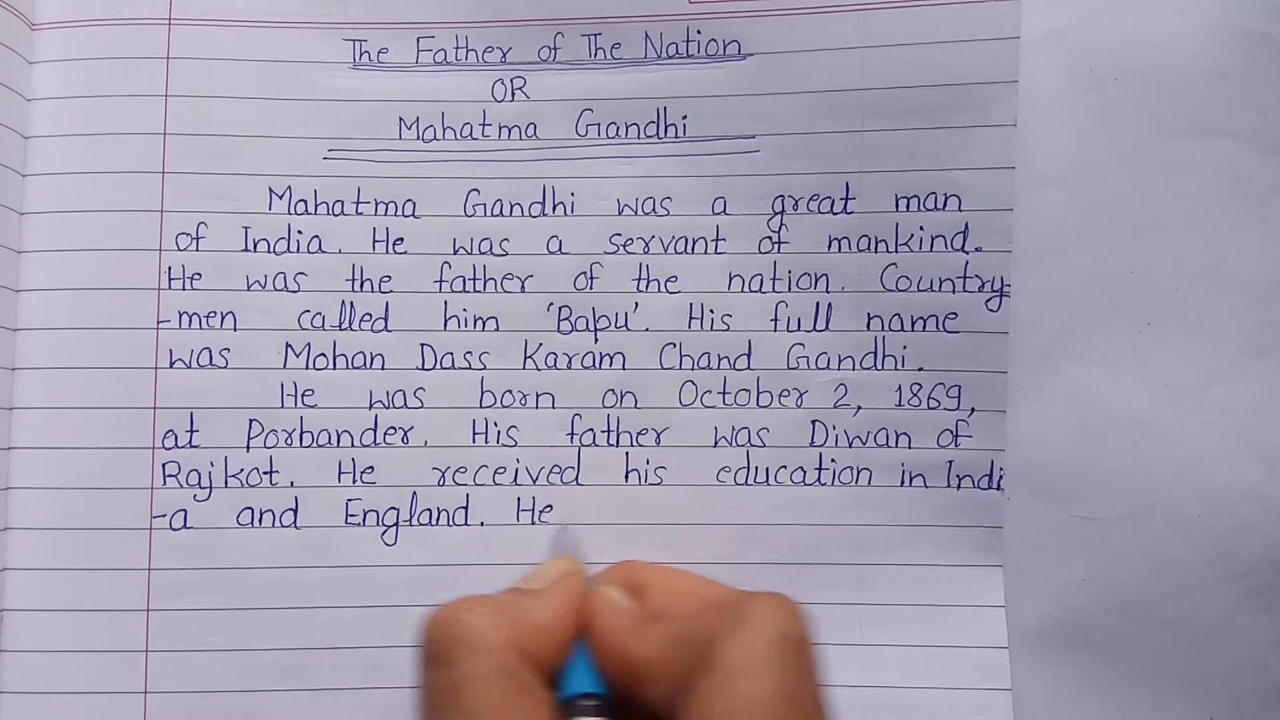 The Father of The Nation
OR
Mahatma Gandhi
Mahatma Gandhi was a great man
of India. He was a servant of mankind.
He was the father of the nation. Country-
-men called him 'Bapu'. His full name
was Mohan Dass Karam Chand Gandhi.
He was born on October 2, 1869,
at Porbander. His father was Diwan of
Rajkot. He received his education in Indi
-a and England. He